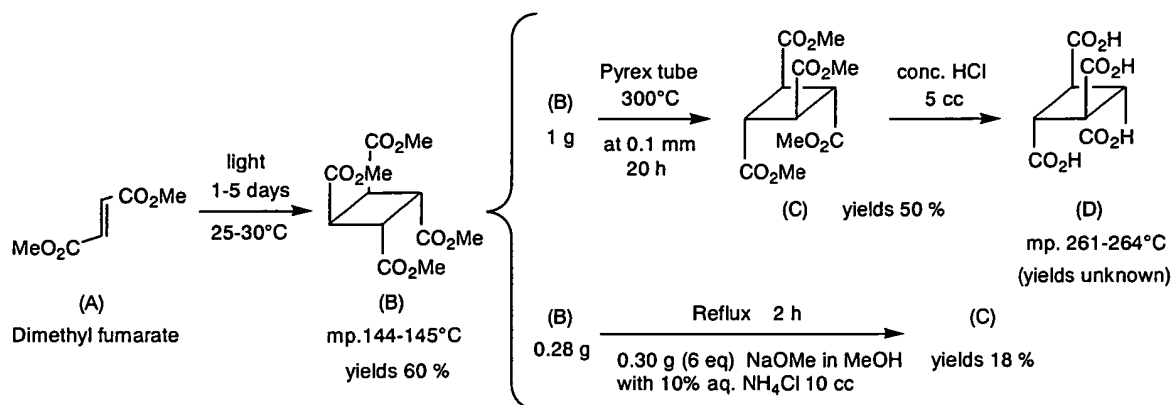 MeO₂C
CO₂Me
(A)
Dimethyl fumarate
light
1-5 days
25-30°C
CO₂Me
CO₂Me
CO₂Me
CO₂Me
(B)
mp.144-145°C
yields 60 %
(B)
1 g
Pyrex tube
300°C
at 0.1 mm
20 h
CO₂Me
CO₂Me
MeO₂C
CO₂Me
(C) yields 50 %
conc. HCl
5 cc
CO₂H
CO₂H
CO₂H
CO₂H
(D)
mp. 261-264°C
(yields unknown)
(B)
0.28 g
Reflux 2 h
0.30 g (6 eq) NaOMe in MeOH
with 10% aq. NH₄Cl 10 cc
(C)
yields 18 %